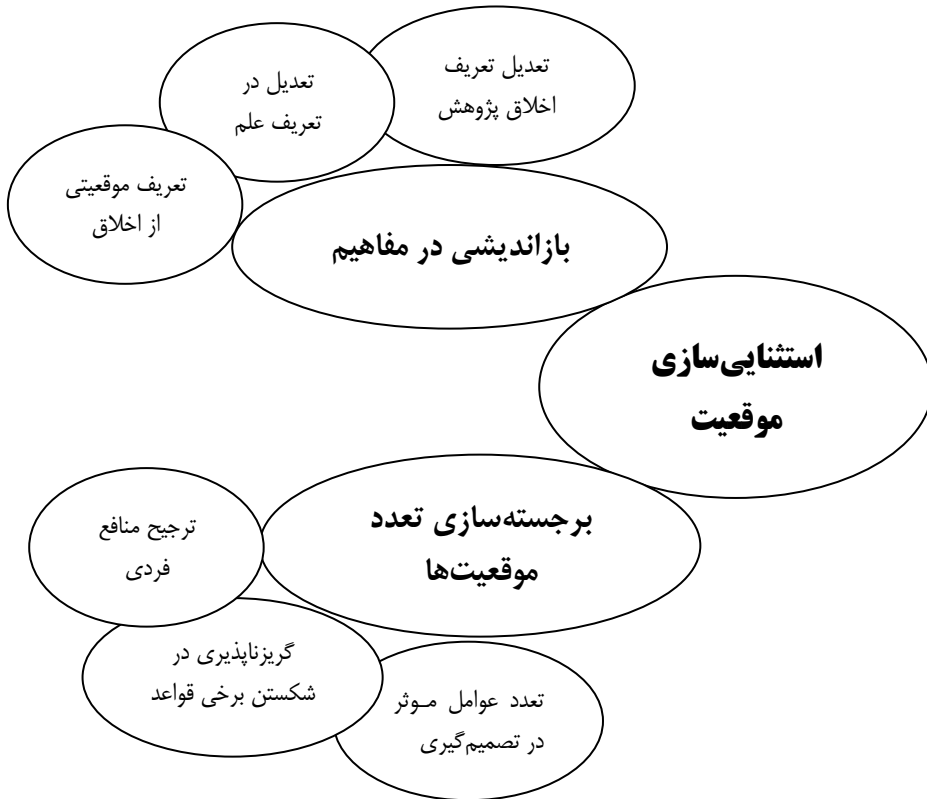 تعدیل تعریف
اخلاق پژوهش
تعدیل در
تعریف علم
تعریف موقعیتی
از اخلاق
بازاندیشی در مفاهیم
استثنایی‌سازی
موقعیت
برجسته‌سازی تعدد
موقعیت‌ها
ترجیح منافع
فردی
گریزناپذیری در
شکستن برخی قواعد
تعدد عوامل مـوثر
در تصمیم‌گیری